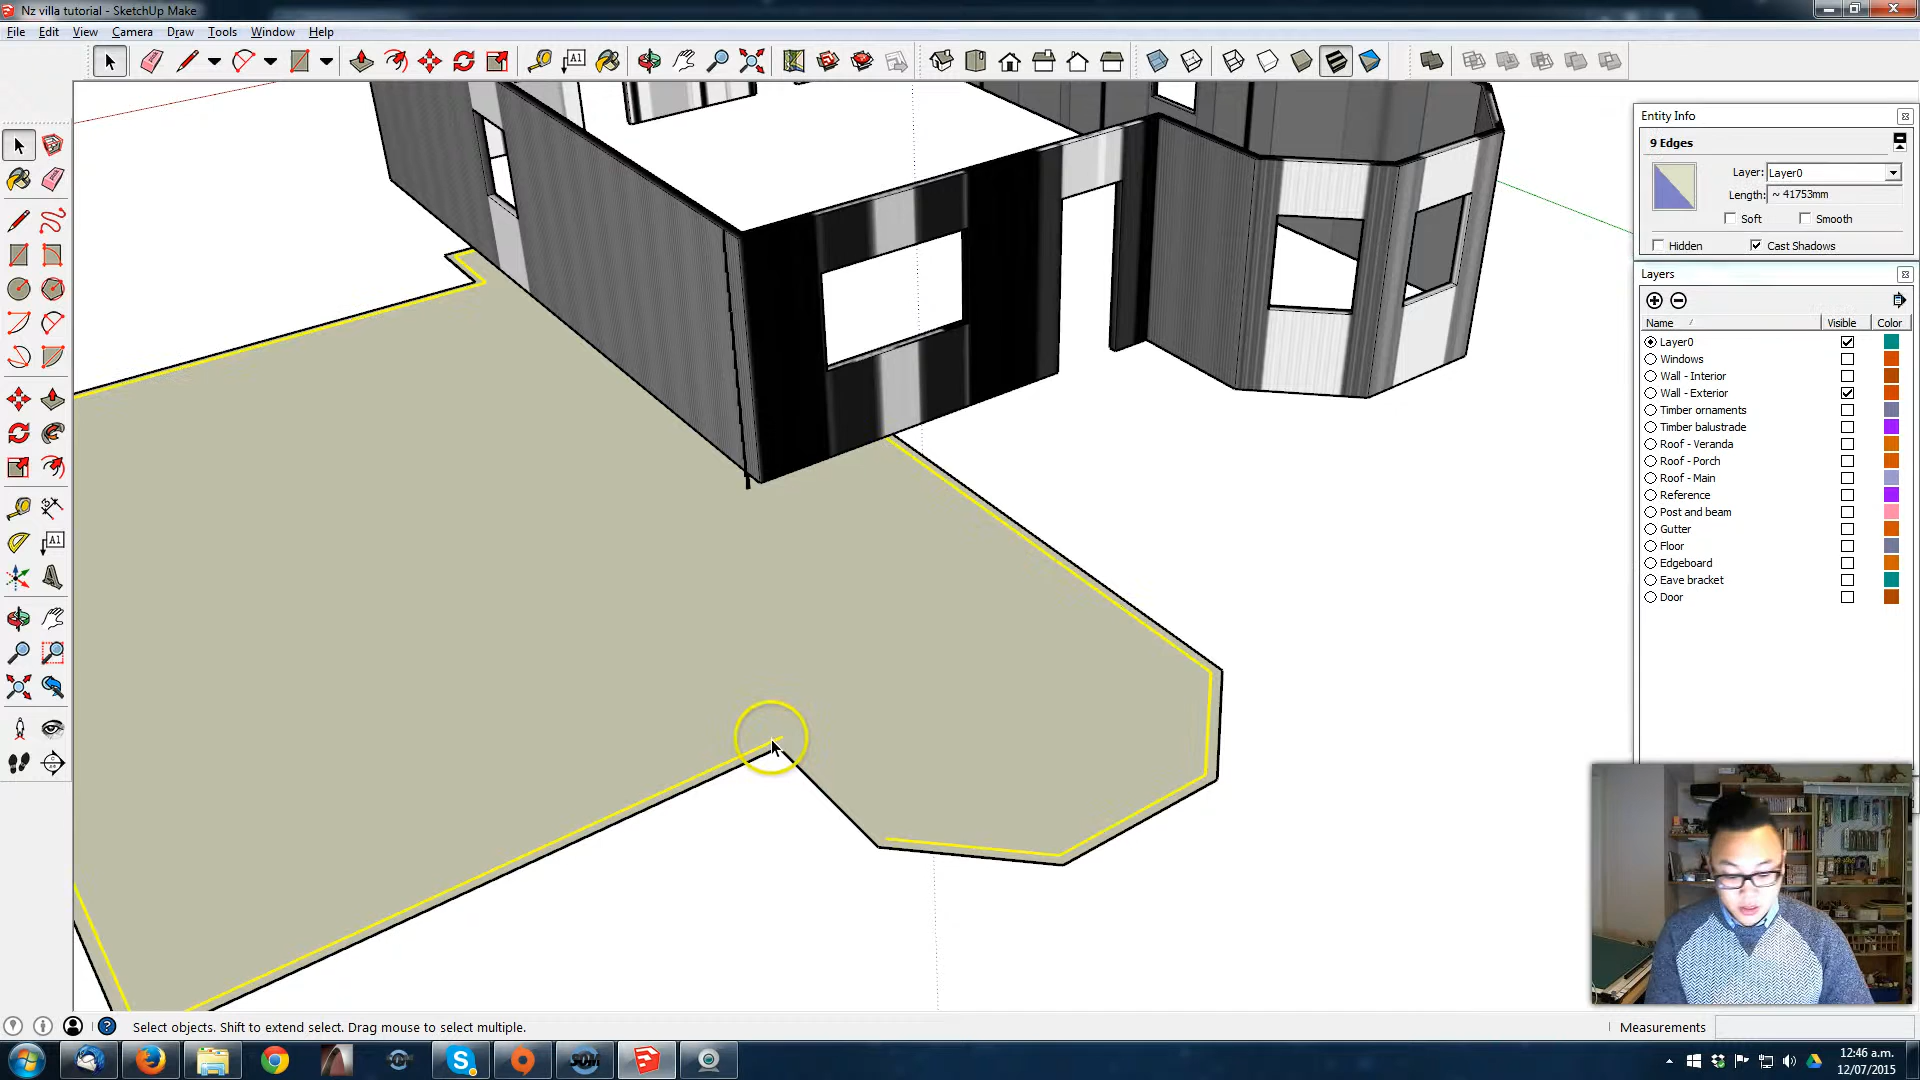 Nz villa tutorial - SketchUp Make
File Edit View Camera Draw Tools Window Help
A1
Entity Info
9 Edges
Layer: Layer0
Length: ~ 41753mm
Soft Smooth
Hidden Cast Shadows
Layers
Name Visible Color
Layer0
Windows
Wall - Interior
Wall - Exterior
Timber ornaments
Timber balustrade
Roof - Veranda
Roof - Porch
Roof - Main
Reference
Post and beam
Gutter
Floor
Edgeboard
Eave bracket
Door
A1
Select objects. Shift to extend select. Drag mouse to select multiple.
Measurements
12:46 a.m.
12/07/2015